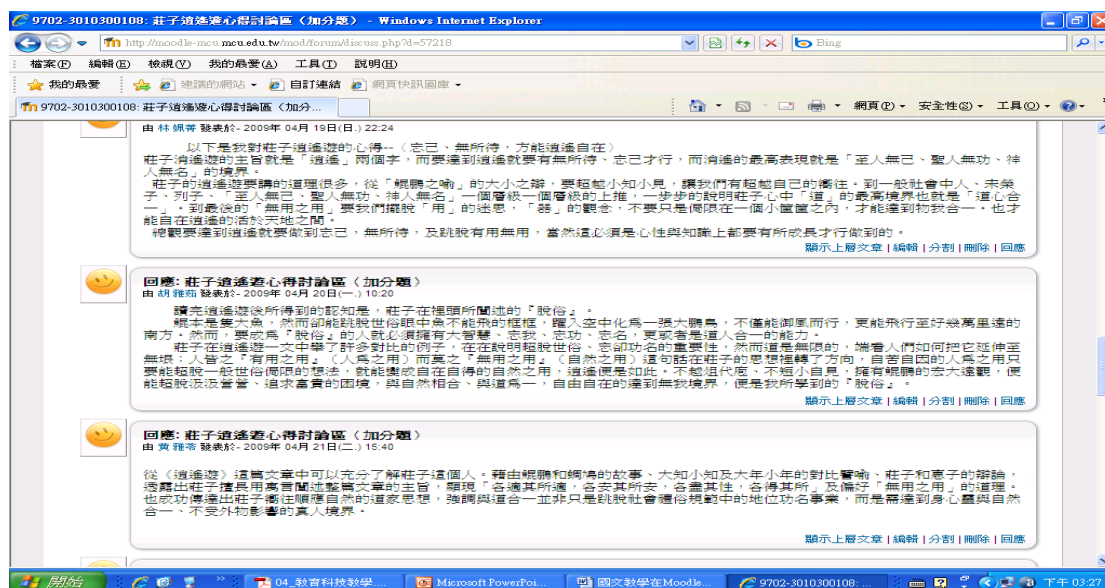 9702-3010300108: 莊子逍遙遊心得討論區（加分題） - Windows Internet Explorer
http://moodle-mcu.mcu.edu.tw/mod/forum/discuss.php?d=57218
Bing
檔案(F) 編輯(E) 檢視(V) 我的最愛(A) 工具(T) 說明(H)
我的最愛 建議的網站 自訂連結 網頁快訊圖庫
9702-3010300108: 莊子逍遙遊心得討論區（加分... 網頁(P) 安全性(S) 工具(O)
由 林 姵菁 發表於- 2009年 04月 19日(日.) 22:24
以下是我對莊子逍遙遊的心得--（忘己、無所待，方能逍遙自在）
莊子消遙遊的主旨就是「逍遙」兩個字，而要達到逍遙就要有無所待、忘己才行，而消遙的最高表現就是「至人無己、聖人無功、神
人無名」的境界。
莊子的逍遙遊要講的道理很多，從「鯤鵬之喻」的大小之辯，要超越小知小見，讓我們有超越自己的嚮往。到一般社會中人、宋榮
子、列子、「至人無己、聖人無功、神人無名」一個層級一個層級的上推，一步步的說明莊子心中「道」的最高境界也就是「道心合
一」。到最後的「無用之用」要我們擺脫「用」的迷思，「器」的觀念，不要只是侷限在一個小筐筐之內，才能達到物我合一。也才
能自在逍遙的活於天地之間。
總觀要達到逍遙就要做到忘己，無所待，及跳脫有用無用，當然這必須是心性與知識上都要有所成長才行做到的。
顯示上層文章 | 編輯 | 分割 | 刪除 | 回應
回應: 莊子逍遙遊心得討論區（加分題）
由 胡 雅茹 發表於- 2009年 04月 20日(一.) 10:20
讀完逍遙遊後所得到的認知是，莊子在裡頭所闡述的『脫俗』。
鯤本是隻大魚，然而卻能跳脫世俗眼中魚不能飛的框框，躍入空中化為一張大鵬鳥，不僅能御風而行，更能飛行至好幾萬里遠的
南方。然而，要成為『脫俗』的人就必須擁有大智慧、忘我、忘功、忘名，更或者是道人合一的能力。
莊子在逍遙遊一文中舉了許多對比的例子，在在說明超脫世俗、忘卻功名的重要性，然而道是無限的，端看人們如何把它延伸至
無垠；人皆之『有用之用』（人為之用）而莫之『無用之用』（自然之用）這句話在莊子的思想裡轉了方向，自苦自困的人為之用只
要能超脫一般世俗侷限的想法，就能變成自在自得的自然之用，逍遙便是如此。不越俎代庖、不短小自見，擁有鯤鵬的宏大遠觀，便
能超脫汲汲營營、追求富貴的困境，與自然相合、與道為一，自由自在的達到無我境界，便是我所學到的『脫俗』。
顯示上層文章 | 編輯 | 分割 | 刪除 | 回應
回應: 莊子逍遙遊心得討論區（加分題）
由 黃 雅苓 發表於- 2009年 04月 21日(二.) 15:40
從《逍遙遊》這篇文章中可以充分了解莊子這個人。藉由鯤鵬和蜩鳩的故事、大知小知及大年小年的對比譬喻、莊子和惠子的辯論，
透露出莊子擅長用寓言闡述整篇文章的主旨，顯現「各適其所適，各安其所安，各盡其性，各得其所」及偏好「無用之用」的道理。
也成功傳達出莊子嚮往順應自然的道家思想，強調與道合一並非只是跳脫社會禮俗規範中的地位功名事業，而是需達到身心靈與自然
合一、不受外物影響的真人境界。
顯示上層文章 | 編輯 | 分割 | 刪除 | 回應
開始 04_教育科技教學... Microsoft PowerPoi... 國文教學在Moodle... 9702-3010300108: ... 下午 03:27